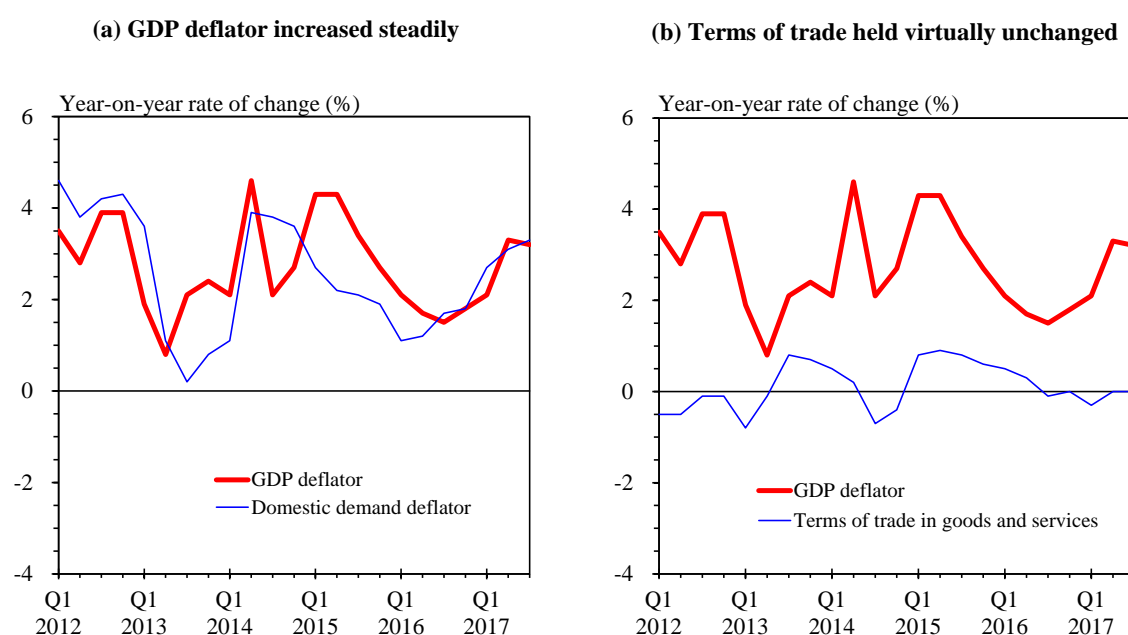 (a) GDP deflator increased steadily
Year-on-year rate of change (%)
6
4
2
0
-2
-4
GDP deflator
Domestic demand deflator
Q1 Q1 Q1 Q1 Q1 Q1
2012 2013 2014 2015 2016 2017
(b) Terms of trade held virtually unchanged
Year-on-year rate of change (%)
6
4
2
0
-2
-4
GDP deflator
Terms of trade in goods and services
Q1 Q1 Q1 Q1 Q1 Q1
2012 2013 2014 2015 2016 2017